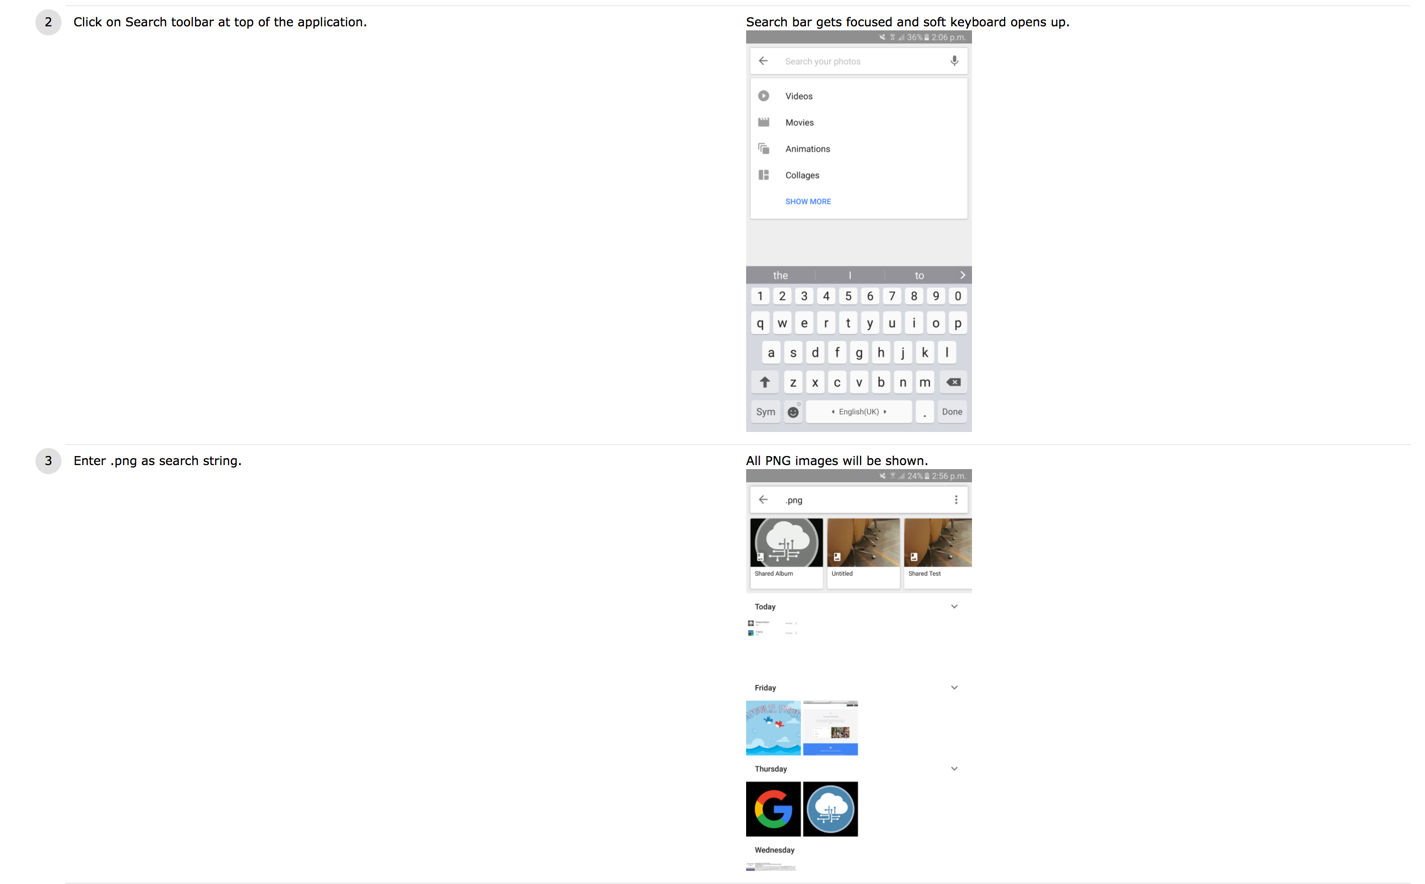 2 Click on Search toolbar at top of the application.
Search bar gets focused and soft keyboard opens up.
36% 2:06 p.m.
Search your photos
Videos
Movies
Animations
Collages
SHOW MORE
the I to
1 2 3 4 5 6 7 8 9 0
q w e r t y u i o p
a s d f g h j k l
z x c v b n m
Sym English(UK) . Done
3 Enter .png as search string.
All PNG images will be shown.
24% 2:56 p.m.
.png
Shared Album Untitled Shared Test
Today
Friday
Thursday
G
Wednesday